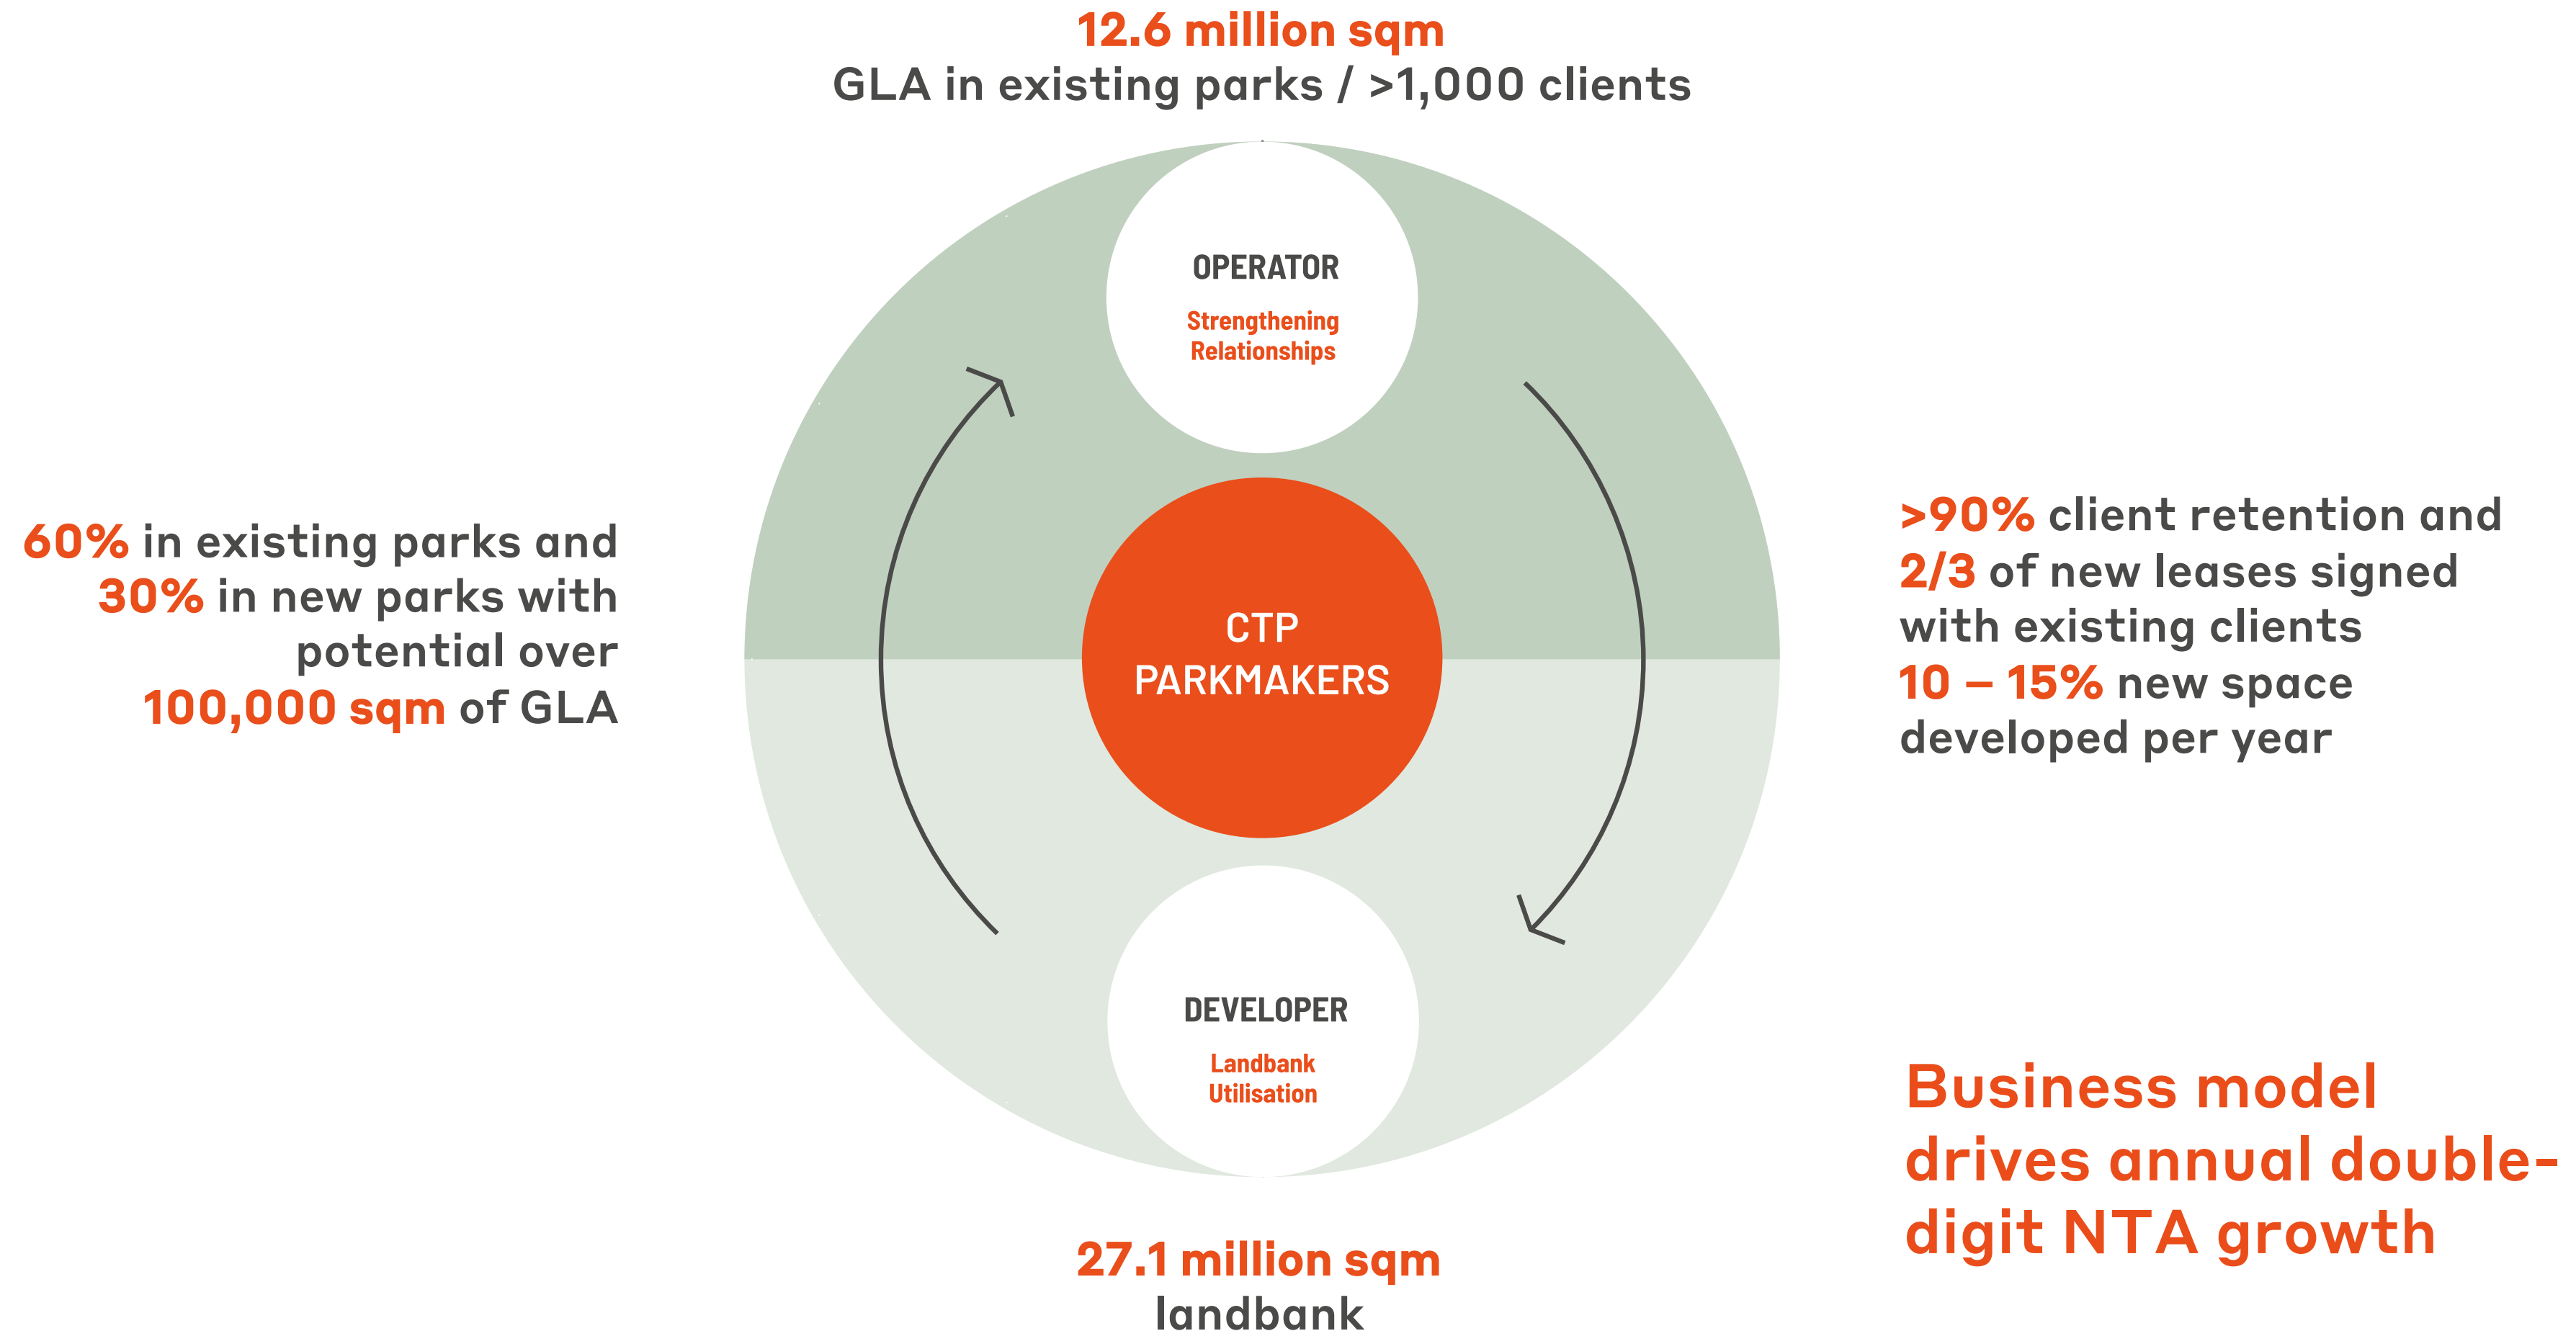 12.6 million sqm
GLA in existing parks / >1,000 clients
OPERATOR
Strengthening
Relationships
60% in existing parks and
30% in new parks with
potential over
100,000 sqm of GLA
CTP
PARKMAKERS
>90% client retention and
2/3 of new leases signed
with existing clients
10 – 15% new space
developed per year
DEVELOPER
Landbank
Utilisation
Business model
drives annual double-
digit NTA growth
27.1 million sqm
landbank